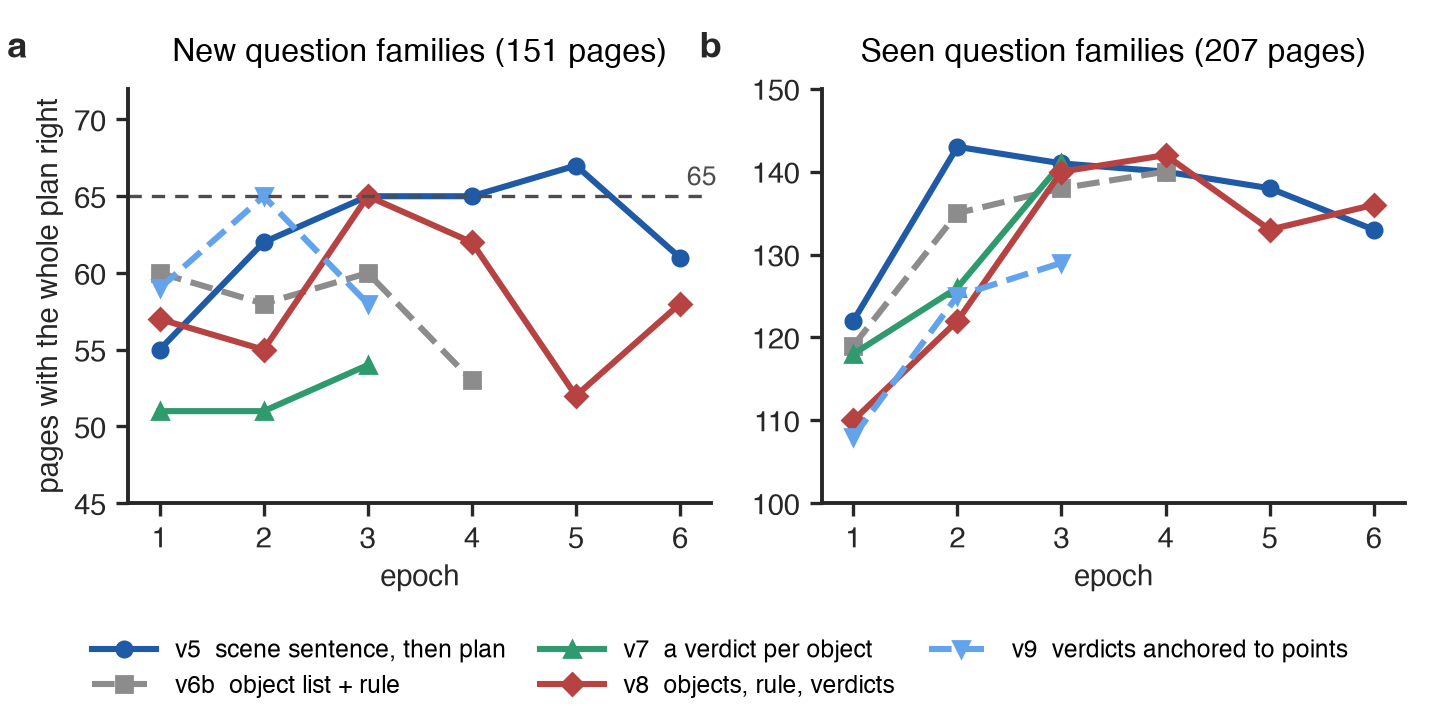 a
New question families (151 pages)
pages with the whole plan right
70
65
60
55
50
45
65
1 2 3 4 5 6
epoch
b
Seen question families (207 pages)
150
140
130
120
110
100
1 2 3 4 5 6
epoch
v5 scene sentence, then plan
v6b object list + rule
v7 a verdict per object
v8 objects, rule, verdicts
v9 verdicts anchored to points